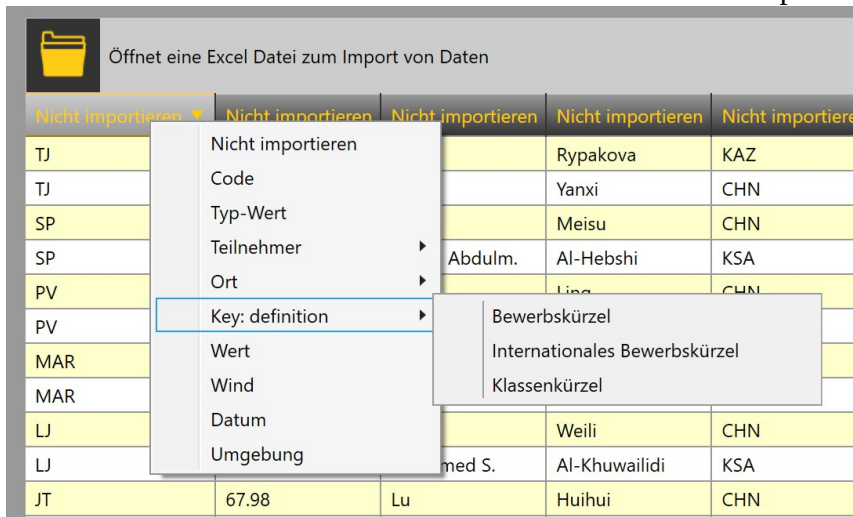 Öffnet eine Excel Datei zum Import von Daten
Nicht importieren ▼ Nicht importieren Nicht importieren Nicht importieren Nicht importiere
TJ Rypakova KAZ
TJ Yanxi CHN
SP Meisu CHN
SP Abdulm. Al-Hebshi KSA
PV CHN
PV
MAR
MAR
LJ Weili CHN
LJ med S. Al-Khuwailidi KSA
JT 67.98 Lu Huihui CHN
Nicht importieren
Code
Typ-Wert
Teilnehmer
Ort
Key: definition
Wert
Wind
Datum
Umgebung
Bewerbskürzel
Internationales Bewerbskürzel
Klassenkürzel